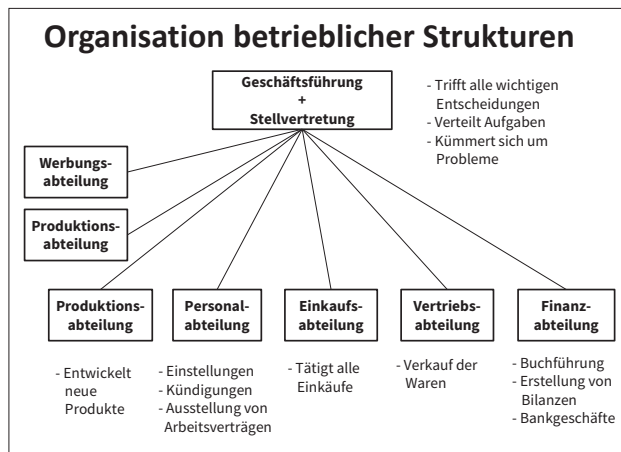 Organisation betrieblicher Strukturen
Geschäftsführung
+
Stellvertretung
- Trifft alle wichtigen
Entscheidungen
- Verteilt Aufgaben
- Kümmert sich um
Probleme
Werbungs-
abteilung
Produktions-
abteilung
Produktions-
abteilung
- Entwickelt
neue
Produkte
Personal-
abteilung
- Einstellungen
- Kündigungen
- Ausstellung von
Arbeitsverträgen
Einkaufs-
abteilung
- Tätigt alle
Einkäufe
Vertriebs-
abteilung
- Verkauf der
Waren
Finanz-
abteilung
- Buchführung
- Erstellung von
Bilanzen
- Bankgeschäfte